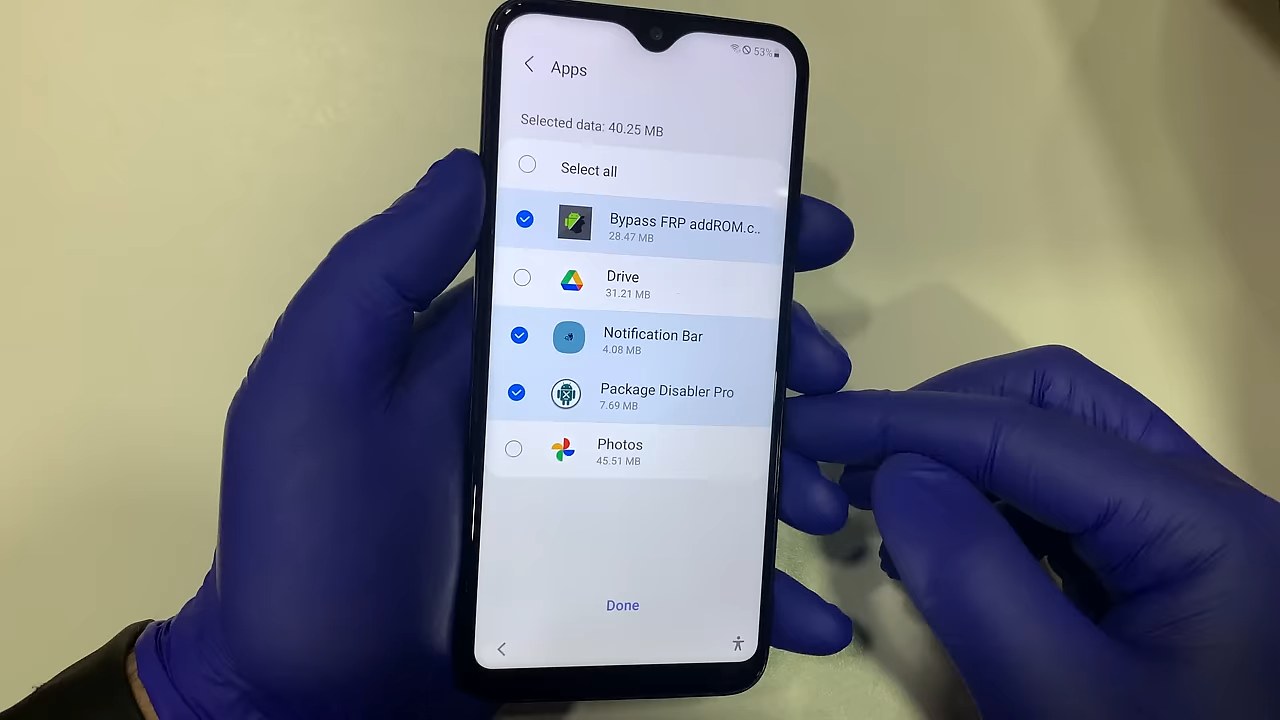 53%
Apps
Selected data: 40.25 MB
Select all
Bypass FRP addROM.c..
28.47 MB
Drive
31.21 MB
Notification Bar
4.08 MB
Package Disabler Pro
7.69 MB
Photos
45.51 MB
Done